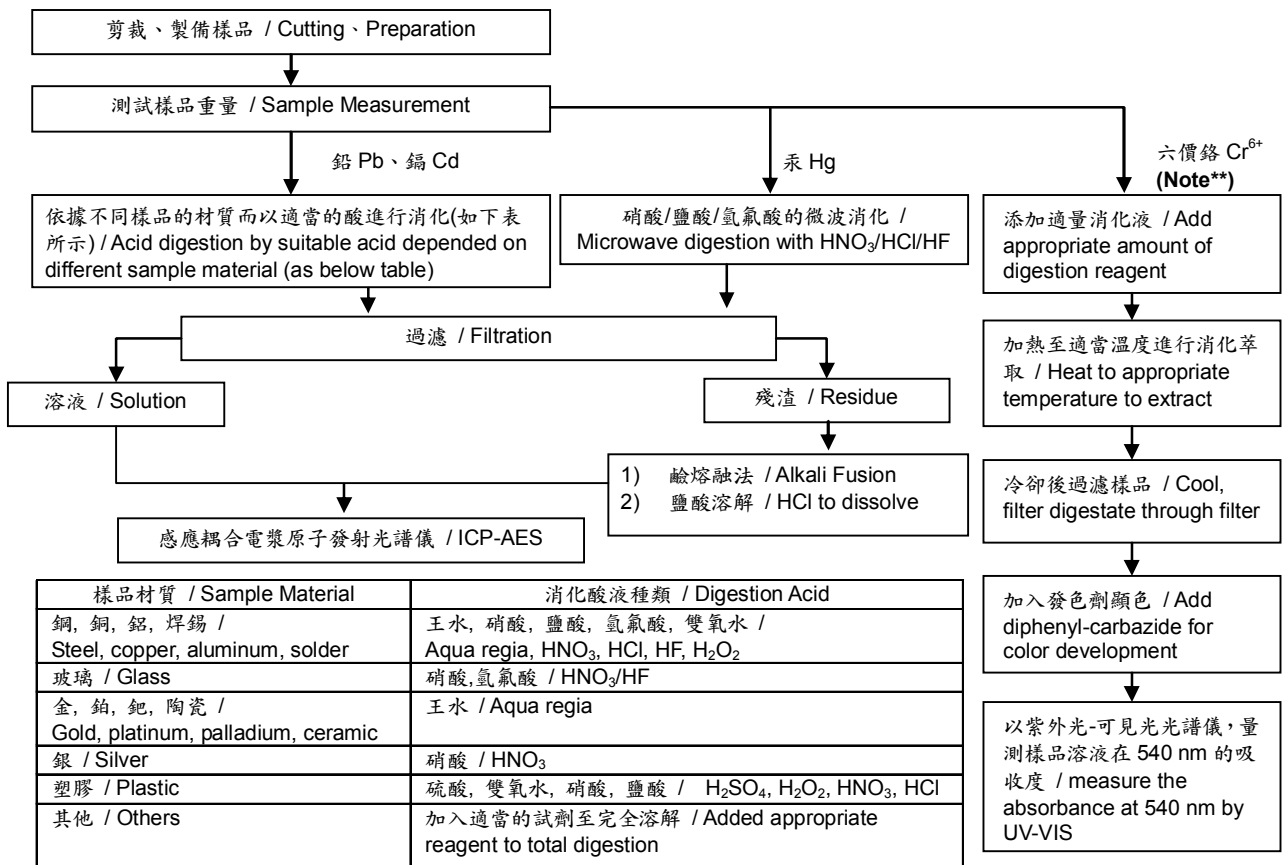 剪裁、製備樣品 / Cutting、Preparation
測試樣品重量 / Sample Measurement
鉛 Pb、鎘 Cd
汞 Hg
六價鉻 Cr⁶⁺
(Note**)
依據不同樣品的材質而以適當的酸進行消化(如下表
所示) / Acid digestion by suitable acid depended on
different sample material (as below table)
硝酸/鹽酸/氫氟酸的微波消化 /
Microwave digestion with HNO₃/HCl/HF
添加適量消化液 / Add
appropriate amount of
digestion reagent
過濾 / Filtration
加熱至適當溫度進行消化萃
取 / Heat to appropriate
temperature to extract
溶液 / Solution
殘渣 / Residue
1) 鹼熔融法 / Alkali Fusion
2) 鹽酸溶解 / HCl to dissolve
冷卻後過濾樣品 / Cool,
filter digestate through filter
感應耦合電漿原子發射光譜儀 / ICP-AES
加入發色劑顯色 / Add
diphenyl-carbazide for
color development
以紫外光-可見光光譜儀，量
測樣品溶液在 540 nm 的吸
收度 / measure the
absorbance at 540 nm by
UV-VIS
樣品材質 / Sample Material 消化酸液種類 / Digestion Acid
鋼, 銅, 鋁, 焊錫 / 王水, 硝酸, 鹽酸, 氫氟酸, 雙氧水 /
Steel, copper, aluminum, solder Aqua regia, HNO₃, HCl, HF, H₂O₂
玻璃 / Glass 硝酸,氫氟酸 / HNO₃/HF
金, 鉑, 鈀, 陶瓷 / 王水 / Aqua regia
Gold, platinum, palladium, ceramic
銀 / Silver 硝酸 / HNO₃
塑膠 / Plastic 硫酸, 雙氧水, 硝酸, 鹽酸 / H₂SO₄, H₂O₂, HNO₃, HCl
其他 / Others 加入適當的試劑至完全溶解 / Added appropriate
reagent to total digestion